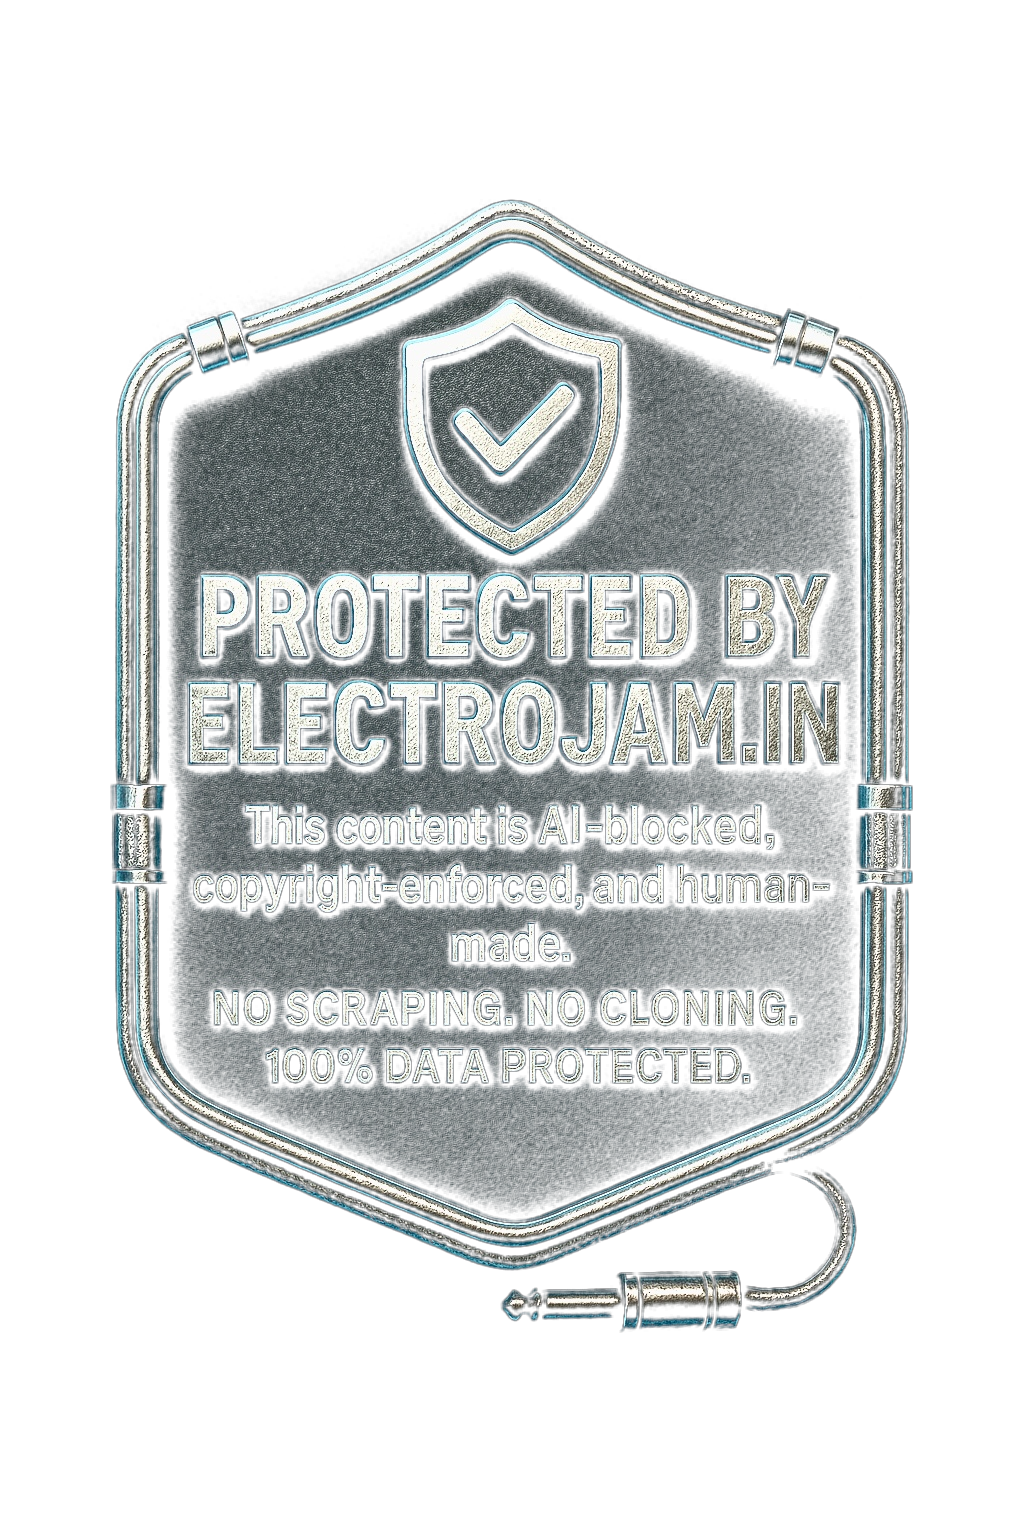 PROTECTED BY
ELECTROJAM.IN
This content is AI-blocked,
copyright-enforced, and human-
made.
NO SCRAPING. NO CLONING.
100% DATA PROTECTED.